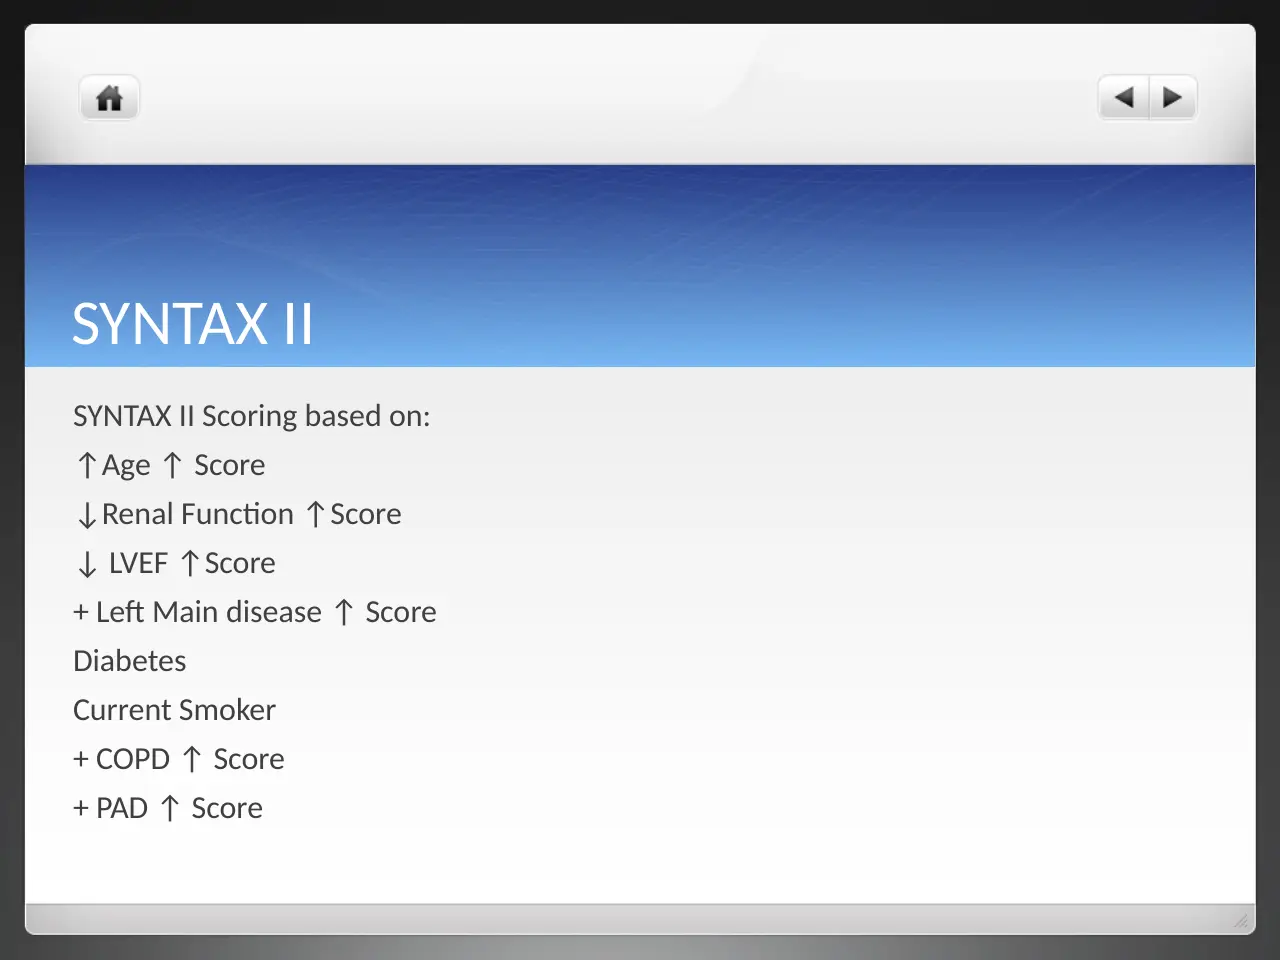 SYNTAX II
SYNTAX II Scoring based on:
↑Age ↑ Score
↓Renal Function ↑Score
↓ LVEF ↑Score
+ Left Main disease ↑ Score
Diabetes
Current Smoker
+ COPD ↑ Score
+ PAD ↑ Score